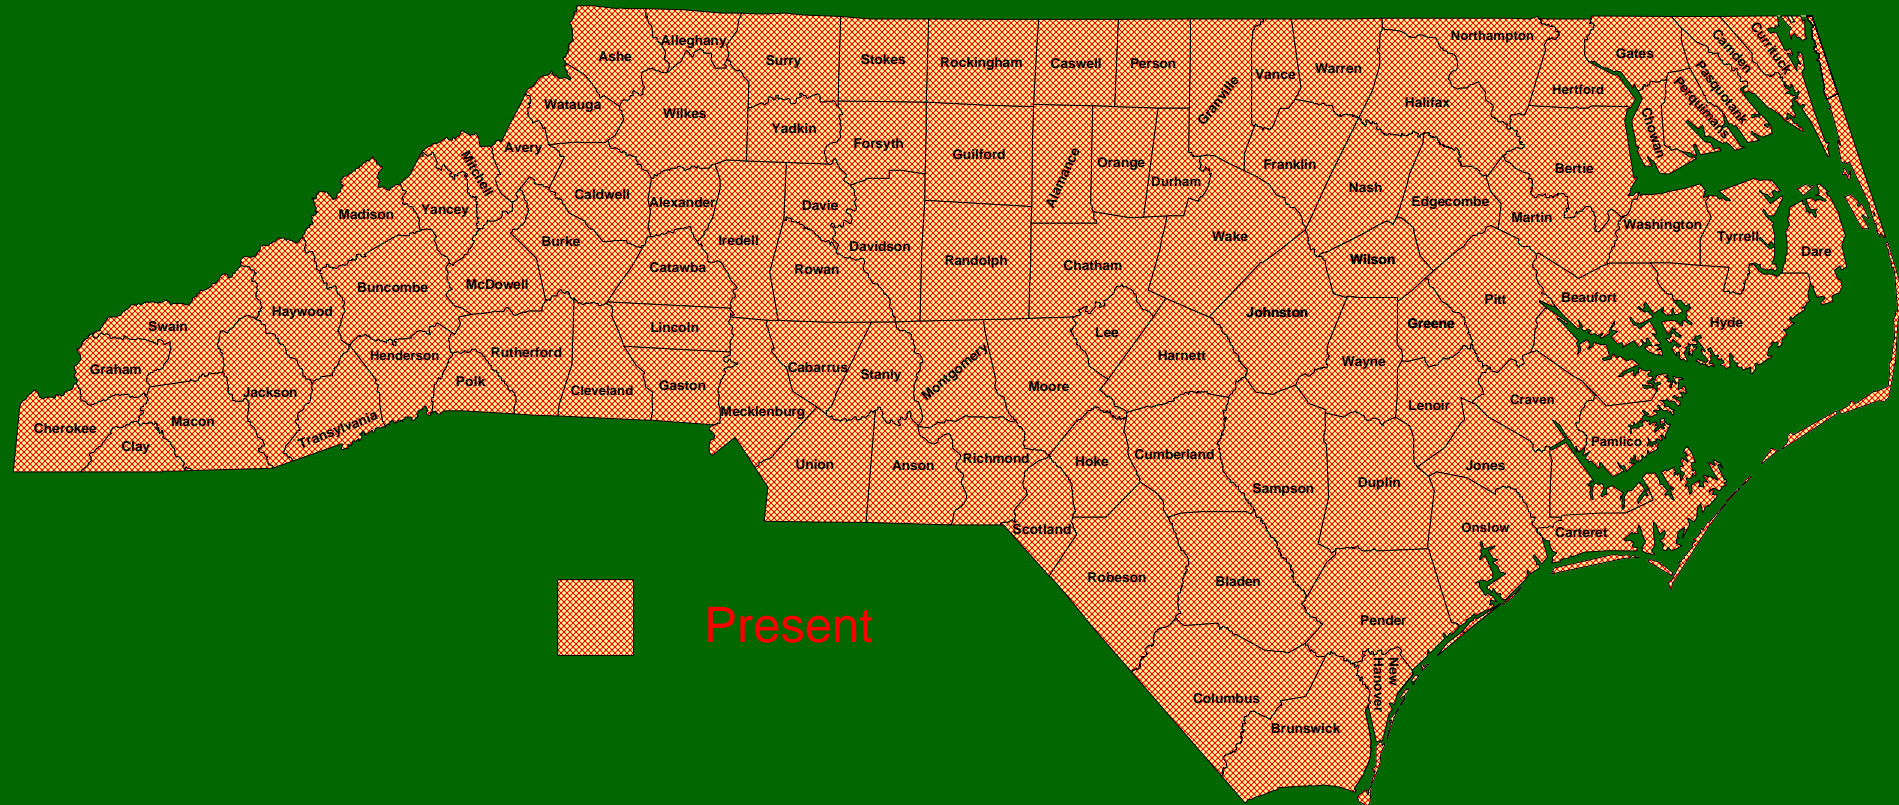 Alleghany
Northampton
Ashe
Surry
Stokes
Rockingham
Caswell
Person
Vance
Warren
Gates
Camden
Currituck
Watauga
Wilkes
Granville
Halifax
Hertford
Pasquotank
Perquimans
Yadkin
Forsyth
Guilford
Alamance
Orange
Durham
Franklin
Nash
Edgecombe
Bertie
Chowan
Avery
Mitchell
Caldwell
Alexander
Iredell
Davie
Davidson
Martin
Washington
Tyrrell
Dare
Madison
Yancey
Burke
Catawba
Rowan
Randolph
Chatham
Wake
Wilson
Pitt
Beaufort
Hyde
Buncombe
McDowell
Haywood
Swain
Lincoln
Lee
Johnston
Greene
Graham
Henderson
Rutherford
Polk
Cleveland
Gaston
Cabarrus
Stanly
Montgomery
Moore
Harnett
Wayne
Lenoir
Craven
Cherokee
Clay
Macon
Jackson
Transylvania
Mecklenburg
Union
Anson
Richmond
Hoke
Cumberland
Sampson
Duplin
Jones
Pamlico
Scotland
Onslow
Carteret
Robeson
Bladen
Pender
New
Hanover
Columbus
Brunswick
Present